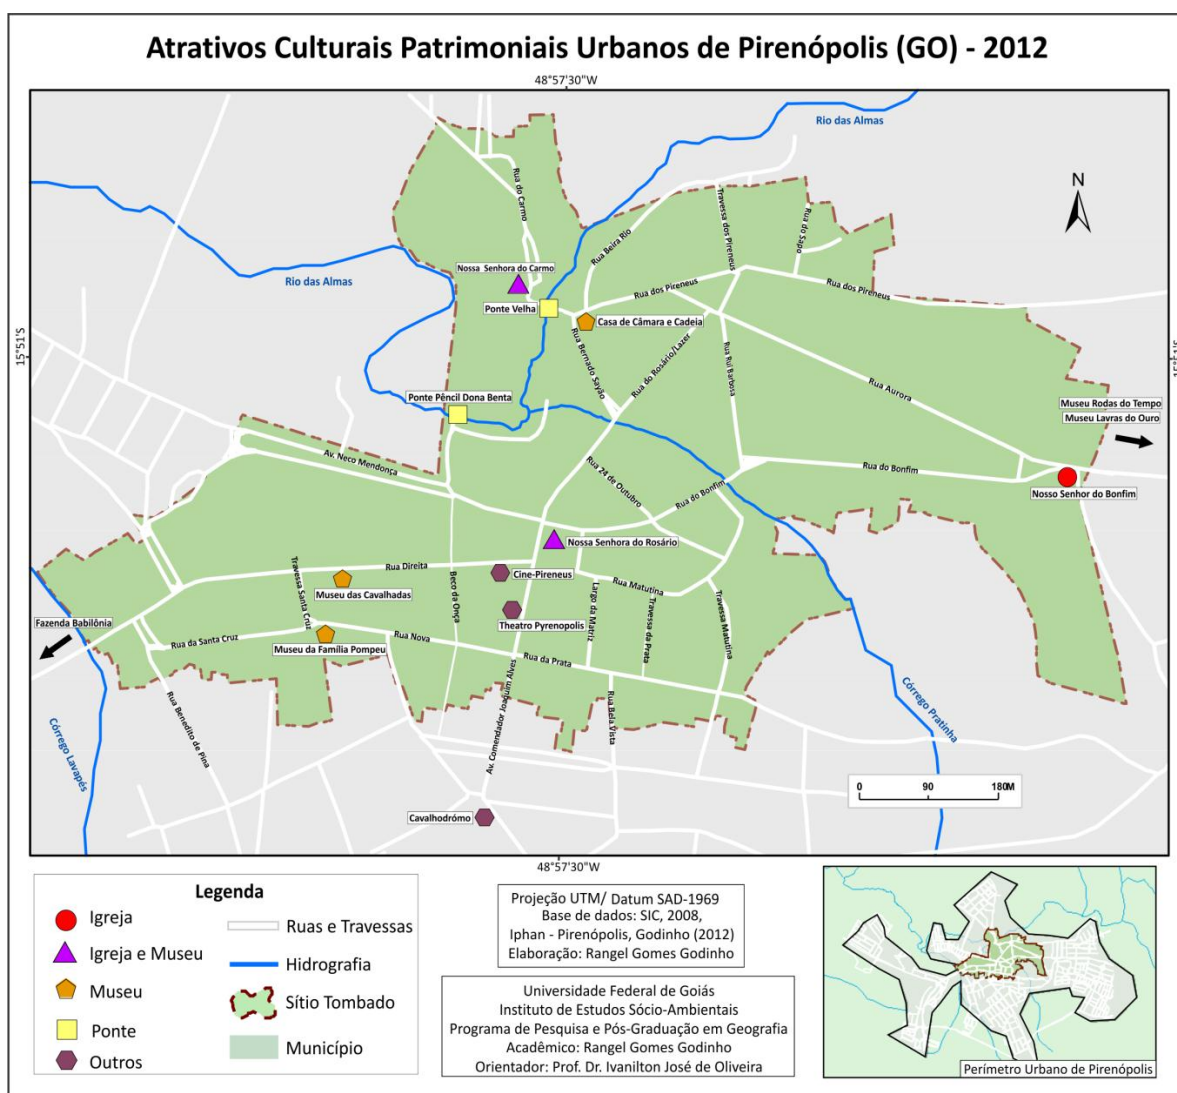 Atrativos Culturais Patrimoniais Urbanos de Pirenópolis (GO) - 2012
48°57'30"W
Rio das Almas
N
Rua do Carmo
Travessa dos Pireneus
Rua do Sapo
Rua Beira Rio
Nossa Senhora do Carmo
Rio das Almas
Rua dos Pireneus
Rua dos Pireneus
Ponte Velha
Casa de Câmara e Cadeia
15°51'S
15°51'S
Rua Bernado Sayão
Rua do Rosário/Lazer
Rua Rui Barbosa
Rua Aurora
Ponte Pêncil Dona Benta
Museu Rodas do Tempo
Museu Lavras do Ouro
Av. Neco Mendonça
Rua 24 de Outubro
Rua do Bonfim
Rua do Bonfim
Nosso Senhor do Bonfim
Nossa Senhora do Rosário
Rua Direita
Cine-Pireneus
Rua Matutina
Travessa Santa Cruz
Museu das Cavalhadas
Beco da Onça
Largo da Matriz
Travessa da Prata
Travessa Matutina
Fazenda Babilônia
Theatro Pyrenopolis
Rua da Santa Cruz
Museu da Família Pompeu
Rua Nova
Rua da Prata
Córrego Lavapés
Rua Benedito de Pina
Av. Comendador Joaquim Alves
Rua Bela Vista
Córrego Pratinha
0 90 180M
Cavalhodrómo
48°57'30"W
Legenda
Igreja
Igreja e Museu
Museu
Ponte
Outros
Ruas e Travessas
Hidrografia
Sítio Tombado
Município
Projeção UTM/ Datum SAD-1969
Base de dados: SIC, 2008,
Iphan - Pirenópolis, Godinho (2012)
Elaboração: Rangel Gomes Godinho
Universidade Federal de Goiás
Instituto de Estudos Sócio-Ambientais
Programa de Pesquisa e Pós-Graduação em Geografia
Acadêmico: Rangel Gomes Godinho
Orientador: Prof. Dr. Ivanilton José de Oliveira
Perímetro Urbano de Pirenópolis